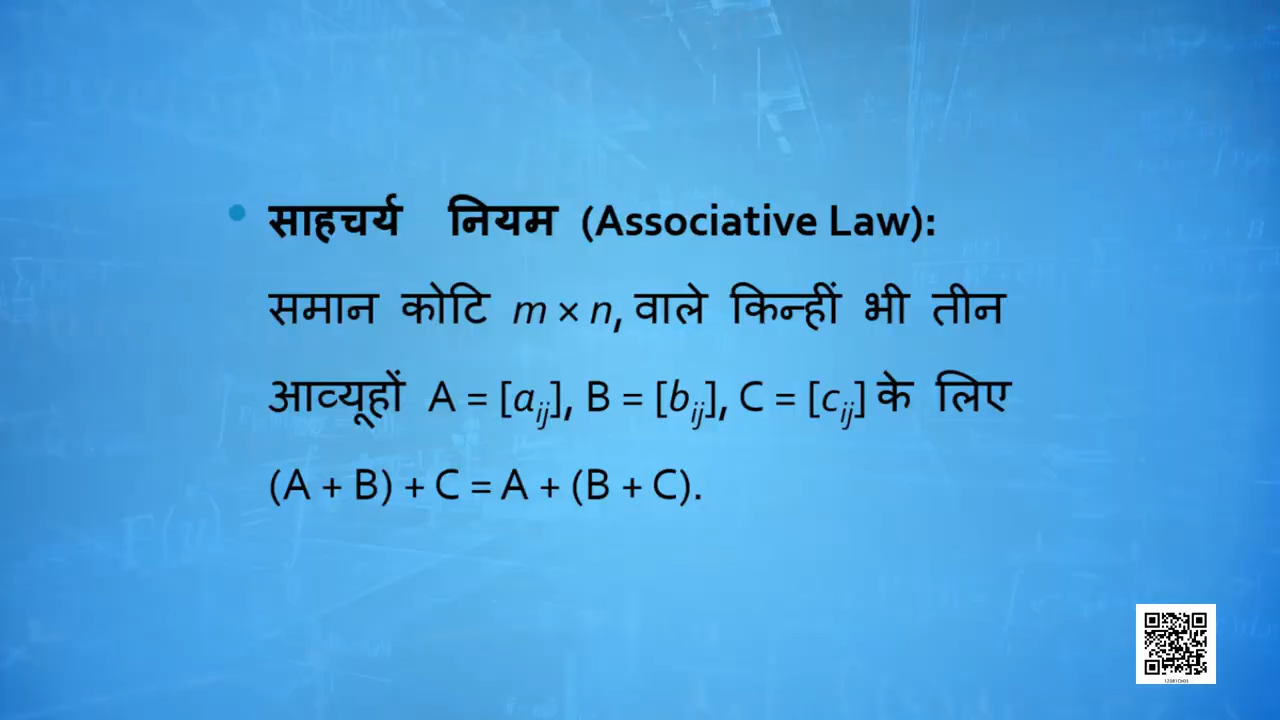 • साहचर्य नियम (Associative Law):
समान कोटि m × n, वाले किन्हीं भी तीन
आव्यूहों A = [aij], B = [bij], C = [cij] के लिए
(A + B) + C = A + (B + C).